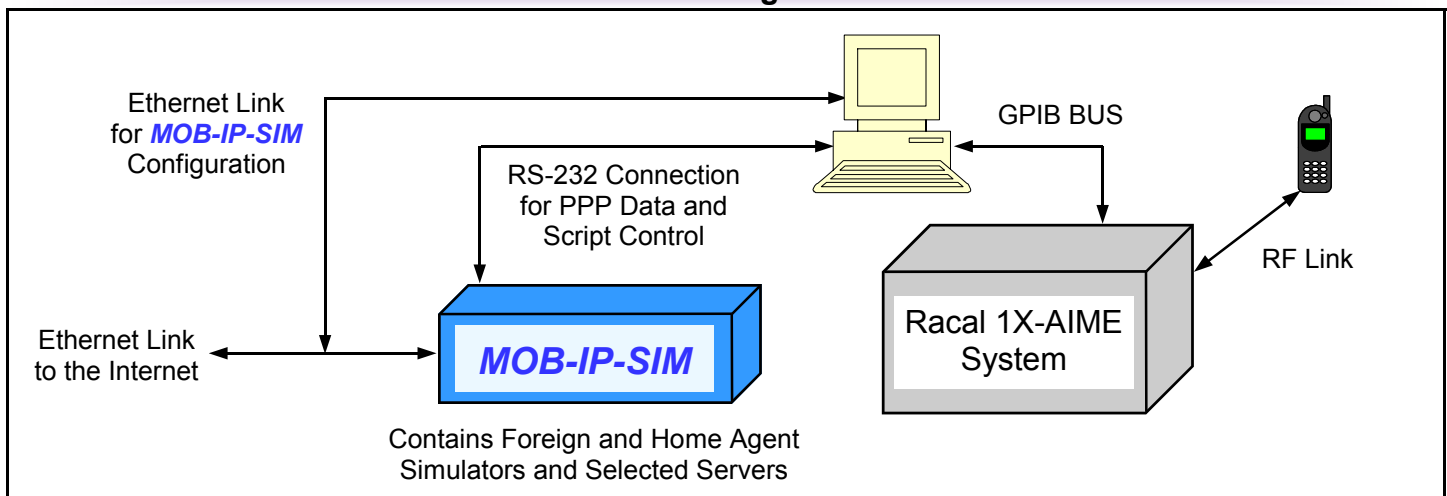 Ethernet Link
for MOB-IP-SIM
Configuration
GPIB BUS
RS-232 Connection
for PPP Data and
Script Control
RF Link
Ethernet Link
to the Internet
MOB-IP-SIM
Racal 1X-AIME
System
Contains Foreign and Home Agent
Simulators and Selected Servers